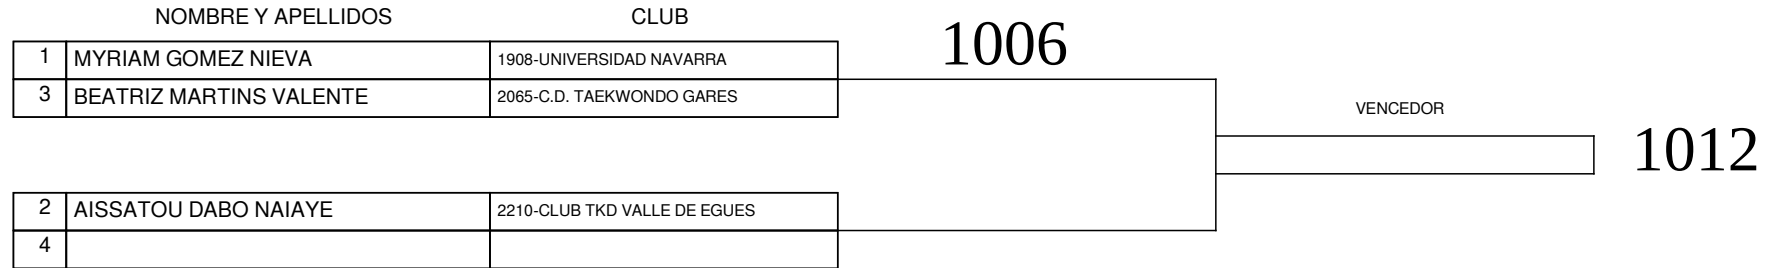 NOMBRE Y APELLIDOS CLUB
1 MYRIAM GOMEZ NIEVA 1908-UNIVERSIDAD NAVARRA 1006
3 BEATRIZ MARTINS VALENTE 2065-C.D. TAEKWONDO GARES
VENCEDOR
1012
2 AISSATOU DABO NAIAYE 2210-CLUB TKD VALLE DE EGUES
4